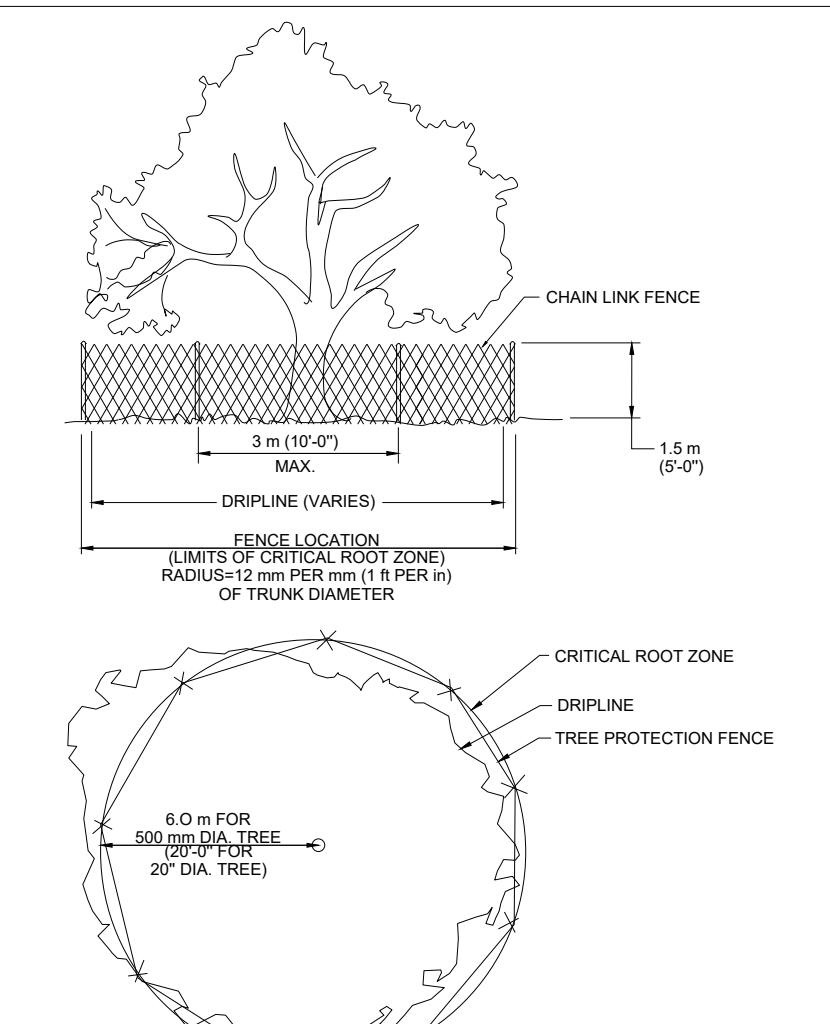 CHAIN LINK FENCE
3 m (10'-0")
MAX.
1.5 m
(5'-0")
DRIPLINE (VARIES)
FENCE LOCATION
(LIMITS OF CRITICAL ROOT ZONE)
RADIUS=12 mm PER mm (1 ft PER in)
OF TRUNK DIAMETER
CRITICAL ROOT ZONE
DRIPLINE
TREE PROTECTION FENCE
6.O m FOR
500 mm DIA. TREE
(20'-0" FOR
20" DIA. TREE)